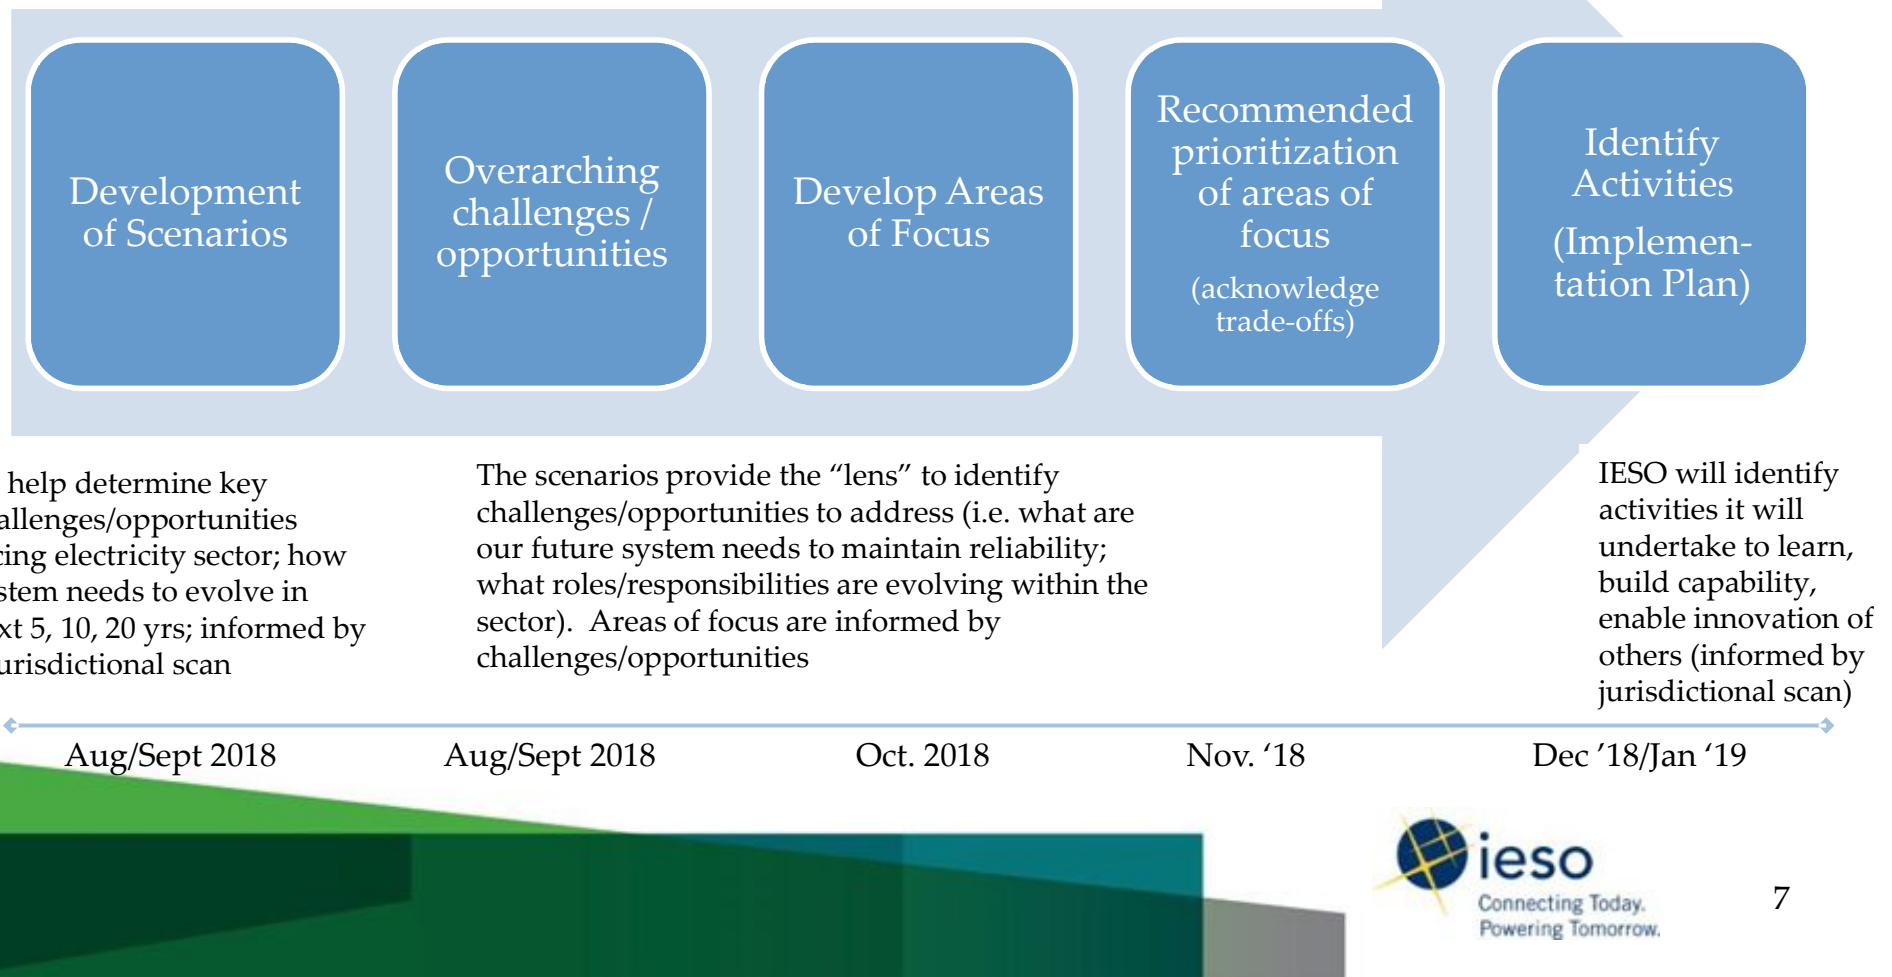 Development
of Scenarios
Overarching
challenges /
opportunities
Develop Areas
of Focus
Recommended
prioritization
of areas of
focus
(acknowledge
trade-offs)
Identify
Activities
(Implemen-
tation Plan)
help determine key
allenges/opportunities
cing electricity sector; how
stem needs to evolve in
xt 5, 10, 20 yrs; informed by
urisdictional scan
The scenarios provide the “lens” to identify
challenges/opportunities to address (i.e. what are
our future system needs to maintain reliability;
what roles/responsibilities are evolving within the
sector).  Areas of focus are informed by
challenges/opportunities
IESO will identify
activities it will
undertake to learn,
build capability,
enable innovation of
others (informed by
jurisdictional scan)
Aug/Sept 2018
Aug/Sept 2018
Oct. 2018
Nov. ‘18
Dec ’18/Jan ‘19
ieso
Connecting Today.
Powering Tomorrow.
7